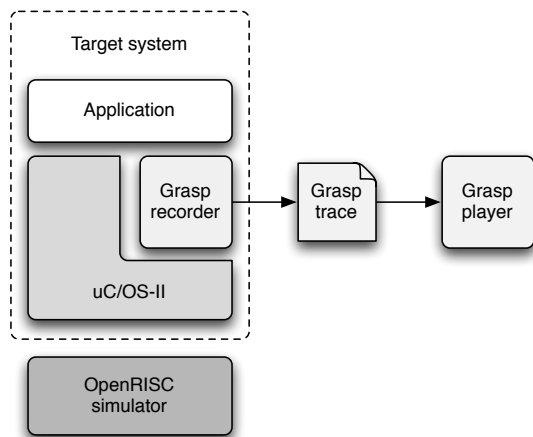 Target system
Application
Grasp
recorder
Grasp
trace
Grasp
player
uC/OS-II
OpenRISC
simulator